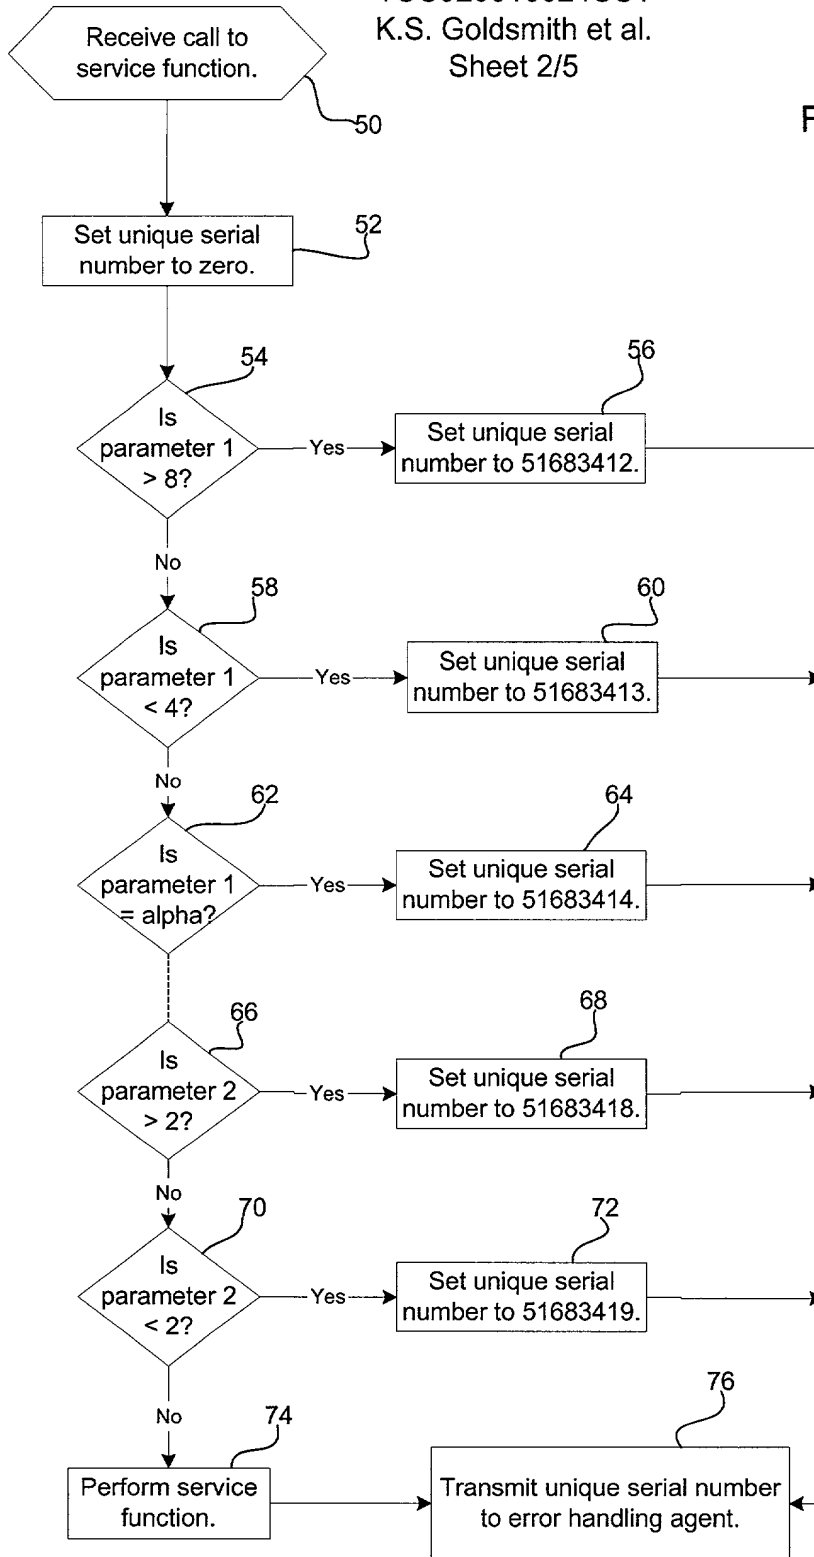 Receive call to
service function.
50
K.S. Goldsmith et al.
Sheet 2/5
F
Set unique serial
number to zero.
52
54
Is
parameter 1
> 8?
Yes
56
Set unique serial
number to 51683412.
No
58
Is
parameter 1
< 4?
Yes
60
Set unique serial
number to 51683413.
No
62
Is
parameter 1
= alpha?
Yes
64
Set unique serial
number to 51683414.
66
Is
parameter 2
> 2?
Yes
68
Set unique serial
number to 51683418.
No
70
Is
parameter 2
< 2?
Yes
72
Set unique serial
number to 51683419.
No
74
Perform service
function.
76
Transmit unique serial number
to error handling agent.